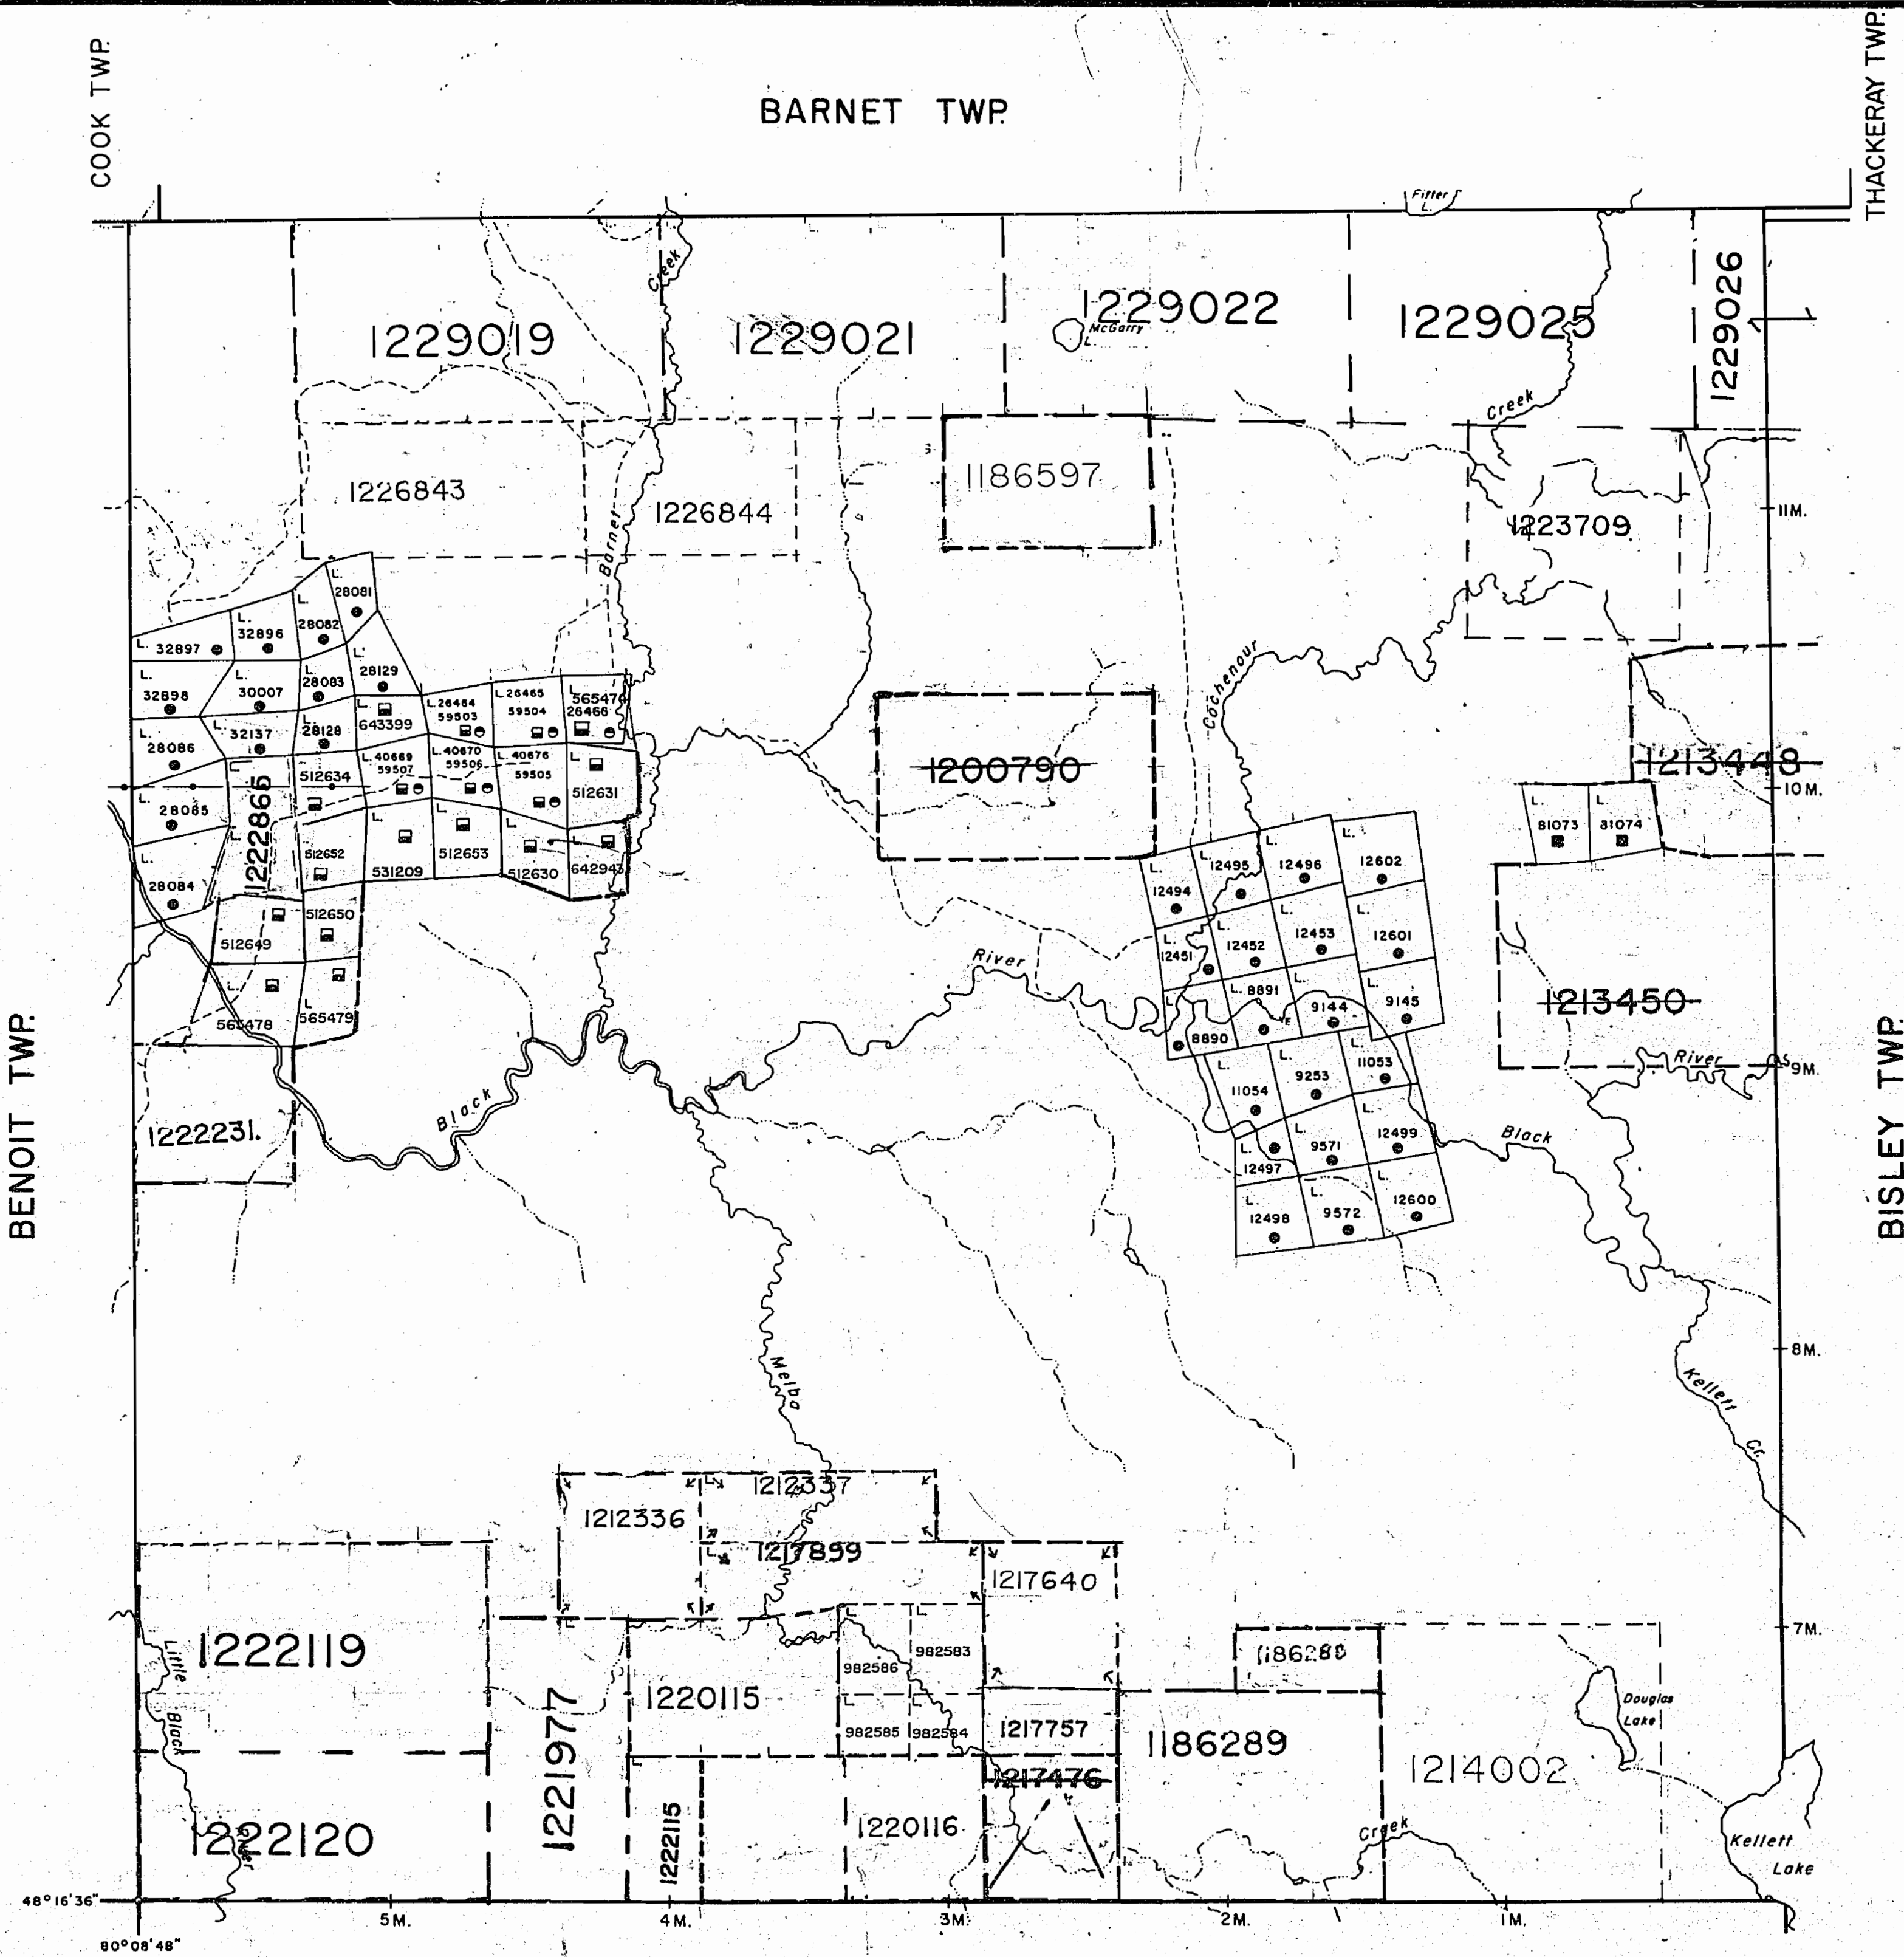 COOK TWP.
BARNET TWP.
THACKERAY TWP.
Fitter
L.
Creek
1229019
1229021
1229022
McGarry
L.
1229025
1229026
Creek
1226843
1226844
1186597
1223709
11M.
Barnet
L.
28081
L.
32897
L.
32896
28082
L.
28129
L.
32898
L.
30007
L.
28083
L.
643399
L. 26464
59503
L. 26465
59504
L.
565474
26466
L.
28086
L.
32137
L.
28128
Cochenour
1200790
1213448
10M.
L.
28085
1222865
512634
L. 40669
59507
L. 40670
59506
L. 40676
59505
L
512631
L.
28084
512652
L
531209
L
512653
L
512630
L
642943
L.
81073
L.
81074
512649
512650
L.
565478
565479
L.
12494
L.
12495
L.
12496
12602
L.
12451
L.
12452
L.
12453
L.
12601
L.
8890
L. 8891
L.
9144
L.
9145
River
1213450
River
9M.
BENOIT TWP.
BISLEY TWP.
1222231.
Black
L.
11054
L.
9253
L.
11053
L.
12497
L.
9571
L.
12499
Black
L.
12498
L.
9572
L.
12600
8M.
Melba
Kellett
Cr.
1212336
1212337
1217899
1217640
1222119
Little
Black
River
1222120
1221977
1220115
982586
982583
982585
982584
1217757
1217476
1222115
1220116
1186289
1186288
1214002
Douglas
Lake
7M.
Creek
Kellett
Lake
48°16'36"
80°08'48"
5M.
4M.
3M.
2M.
1M.